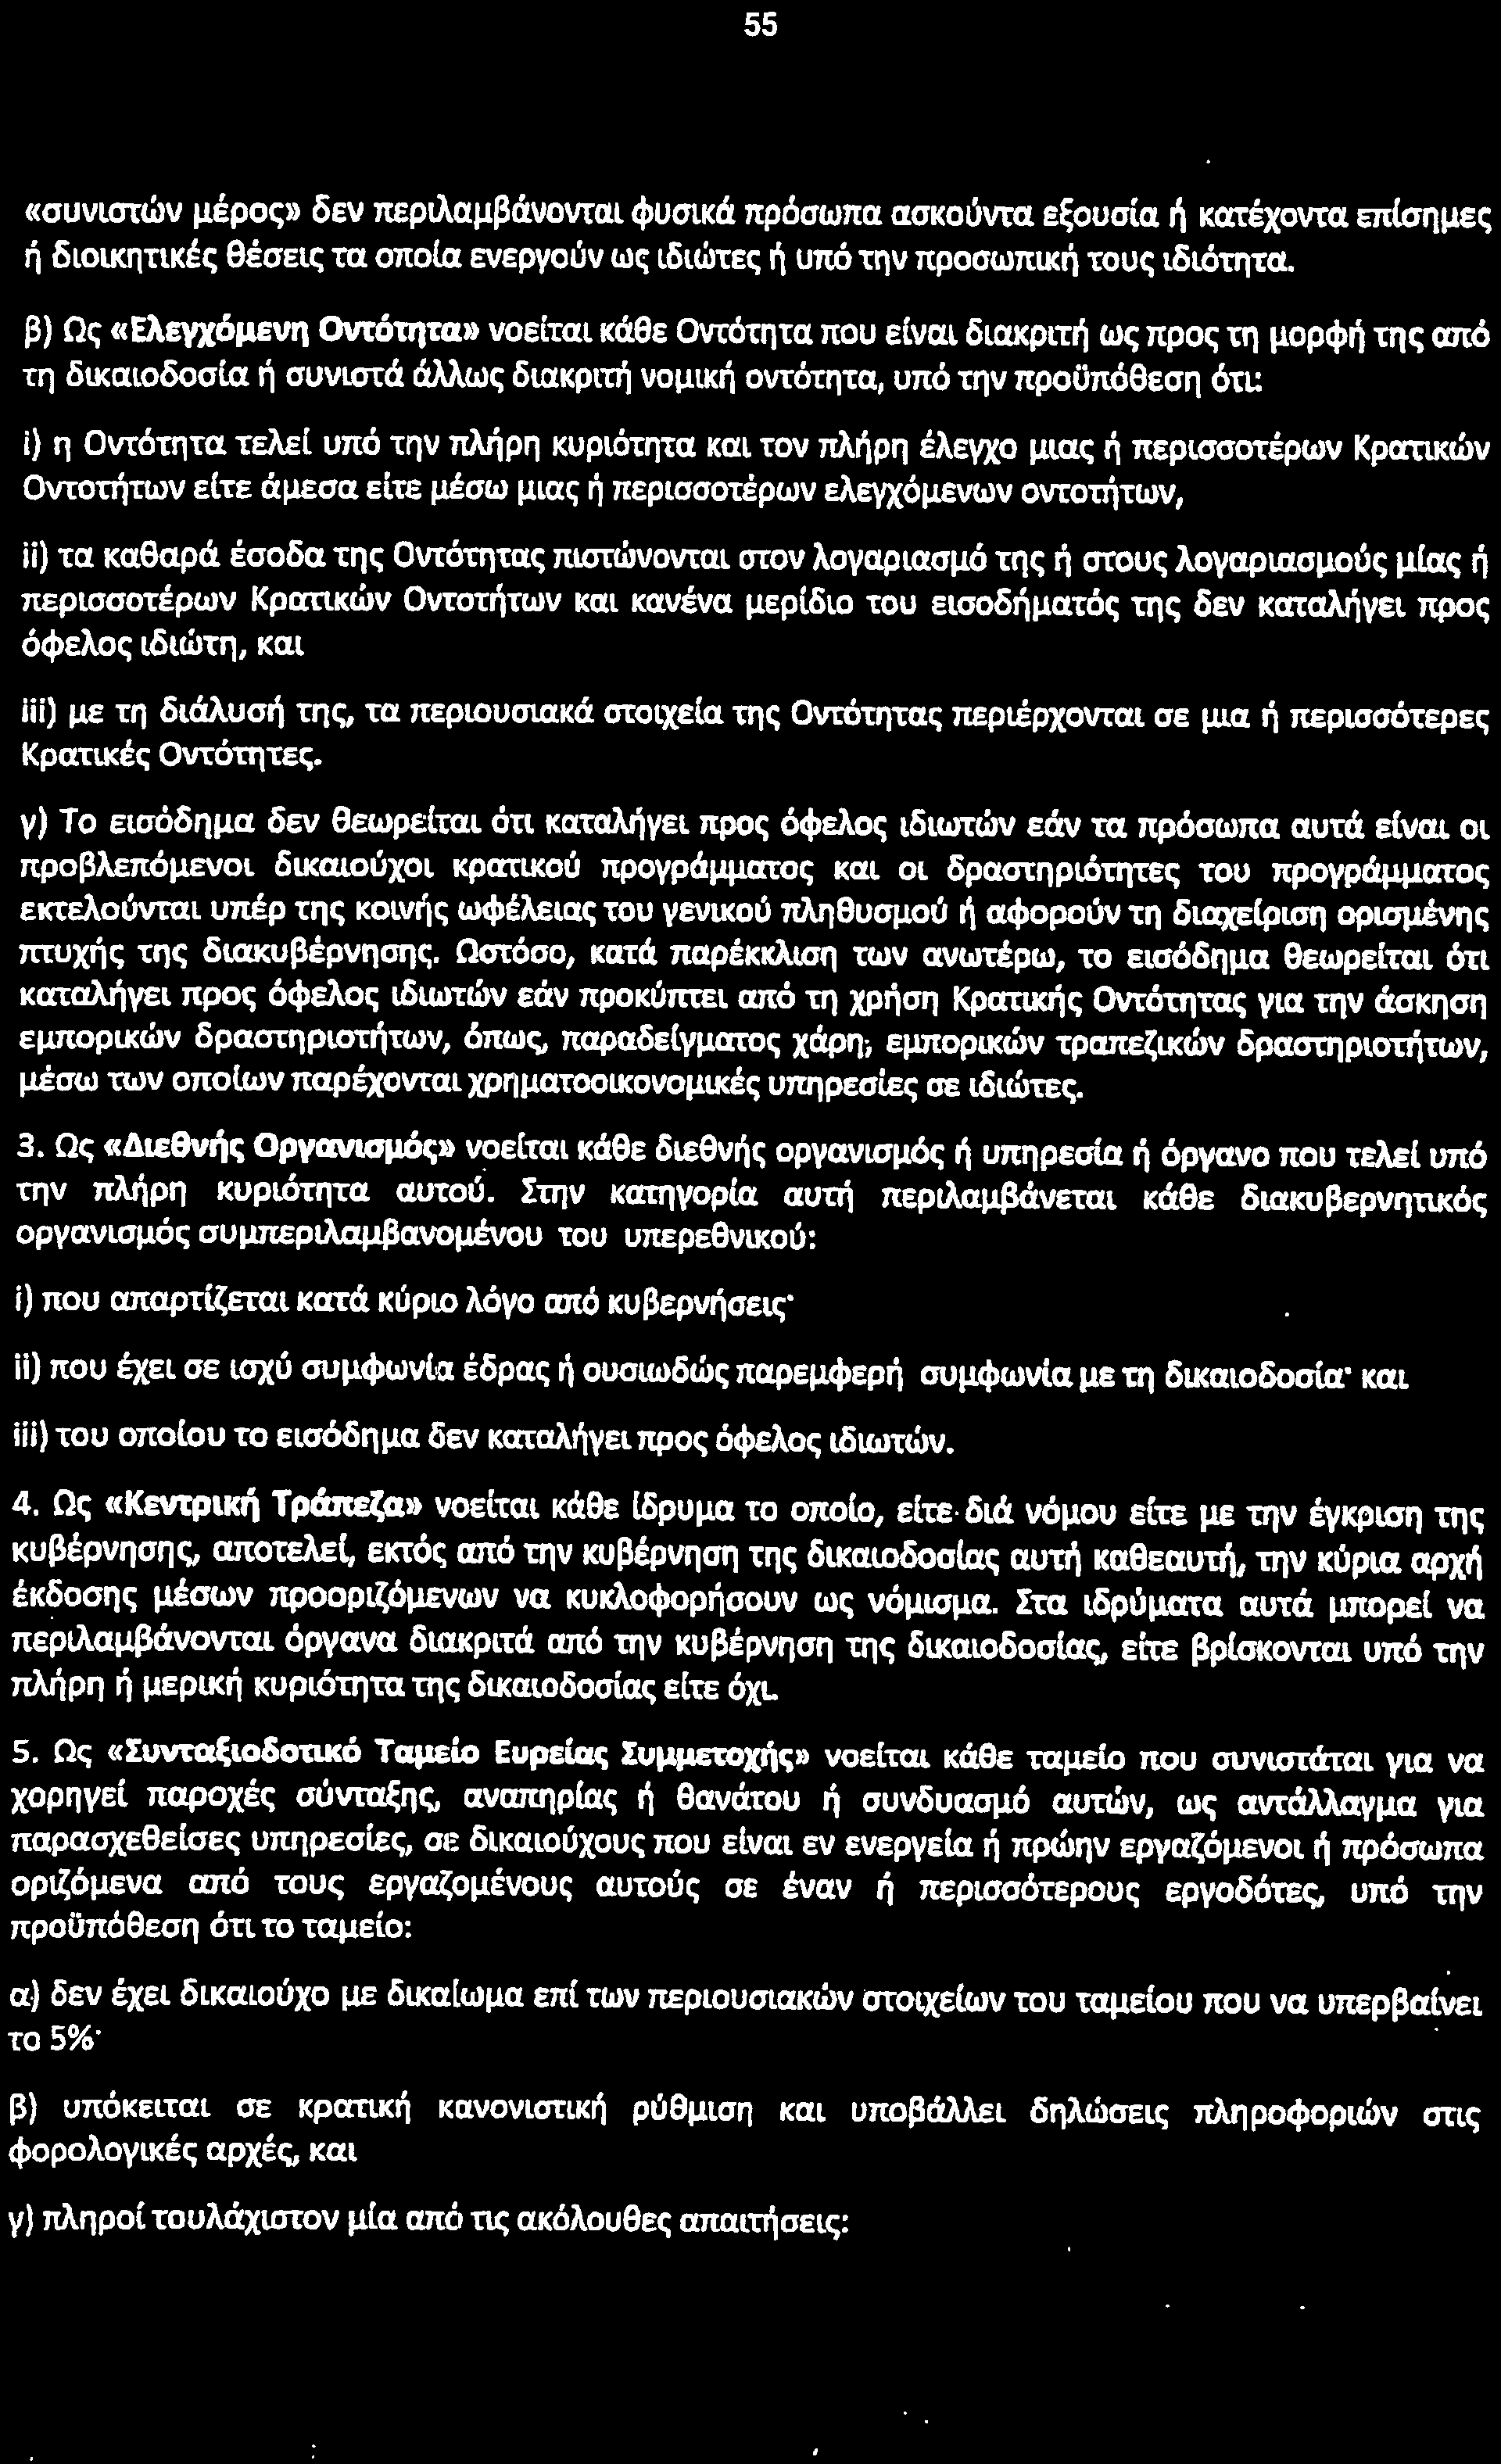 55
«συνιστών μέρος» δεν περιλαμβάνονται φυσικά πρόσωπα ασκούντα εξουσία ή κατέχοντα επίσημες
ή διοικητικές θέσεις τα οποία ενεργούν ως ιδιώτες ή υπό την προσωπική τους ιδιότητα.
β) Ως «Ελεγχόμενη Οντότητα» νοείται κάθε Οντότητα που είναι διακριτή ως προς τη μορφή της από
τη δικαιοδοσία ή συνιστά άλλως διακριτή νομική οντότητα, υπό την προϋπόθεση ότι:
i) η Οντότητα τελεί υπό την πλήρη κυριότητα και τον πλήρη έλεγχο μιας ή περισσοτέρων Κρατικών
Οντοτήτων είτε άμεσα είτε μέσω μιας ή περισσοτέρων ελεγχόμενων οντοτήτων,
ii) τα καθαρά έσοδα της Οντότητας πιστώνονται στον λογαριασμό της ή στους λογαριασμούς μίας ή
περισσοτέρων Κρατικών Οντοτήτων και κανένα μερίδιο του εισοδήματός της δεν καταλήγει προς
όφελος ιδιώτη, και
iii) με τη διάλυσή της, τα περιουσιακά στοιχεία της Οντότητας περιέρχονται σε μια ή περισσότερες
Κρατικές Οντότητες.
γ) Το εισόδημα δεν θεωρείται ότι καταλήγει προς όφελος ιδιωτών εάν τα πρόσωπα αυτά είναι οι
προβλεπόμενοι δικαιούχοι κρατικού προγράμματος και οι δραστηριότητες του προγράμματος
εκτελούνται υπέρ της κοινής ωφέλειας του γενικού πληθυσμού ή αφορούν τη διαχείριση ορισμένης
πτυχής της διακυβέρνησης. Ωστόσο, κατά παρέκκλιση των ανωτέρω, το εισόδημα θεωρείται ότι
καταλήγει προς όφελος ιδιωτών εάν προκύπτει από τη χρήση Κρατικής Οντότητας για την άσκηση
εμπορικών δραστηριοτήτων, όπως, παραδείγματος χάρη, εμπορικών τραπεζικών δραστηριοτήτων,
μέσω των οποίων παρέχονται χρηματοοικονομικές υπηρεσίες σε ιδιώτες.
3. Ως «Διεθνής Οργανισμός» νοείται κάθε διεθνής οργανισμός ή υπηρεσία ή όργανο που τελεί υπό
την πλήρη κυριότητα αυτού. Στην κατηγορία αυτή περιλαμβάνεται κάθε διακυβερνητικός
οργανισμός συμπεριλαμβανομένου του υπερεθνικού:
i) που απαρτίζεται κατά κύριο λόγο από κυβερνήσεις·
ii) που έχει σε ισχύ συμφωνία έδρας ή ουσιωδώς παρεμφερή συμφωνία με τη δικαιοδοσία· και
iii) του οποίου το εισόδημα δεν καταλήγει προς όφελος ιδιωτών.
4. Ως «Κεντρική Τράπεζα» νοείται κάθε ίδρυμα το οποίο, είτε διά νόμου είτε με την έγκριση της
κυβέρνησης, αποτελεί, εκτός από την κυβέρνηση της δικαιοδοσίας αυτή καθεαυτή, την κύρια αρχή
έκδοσης μέσων προοριζόμενων να κυκλοφορήσουν ως νόμισμα. Στα ιδρύματα αυτά μπορεί να
περιλαμβάνονται όργανα διακριτά από την κυβέρνηση της δικαιοδοσίας, είτε βρίσκονται υπό την
πλήρη ή μερική κυριότητα της δικαιοδοσίας είτε όχι.
5. Ως «Συνταξιοδοτικό Ταμείο Ευρείας Συμμετοχής» νοείται κάθε ταμείο που συνιστάται για να
χορηγεί παροχές σύνταξης, αναπηρίας ή θανάτου ή συνδυασμό αυτών, ως αντάλλαγμα για
παρασχεθείσες υπηρεσίες, σε δικαιούχους που είναι εν ενεργεία ή πρώην εργαζόμενοι ή πρόσωπα
οριζόμενα από τους εργαζομένους αυτούς σε έναν ή περισσότερους εργοδότες, υπό την
προϋπόθεση ότι το ταμείο:
α) δεν έχει δικαιούχο με δικαίωμα επί των περιουσιακών στοιχείων του ταμείου που να υπερβαίνει
το 5%·
β) υπόκειται σε κρατική κανονιστική ρύθμιση και υποβάλλει δηλώσεις πληροφοριών στις
φορολογικές αρχές, και
γ) πληροί τουλάχιστον μία από τις ακόλουθες απαιτήσεις: